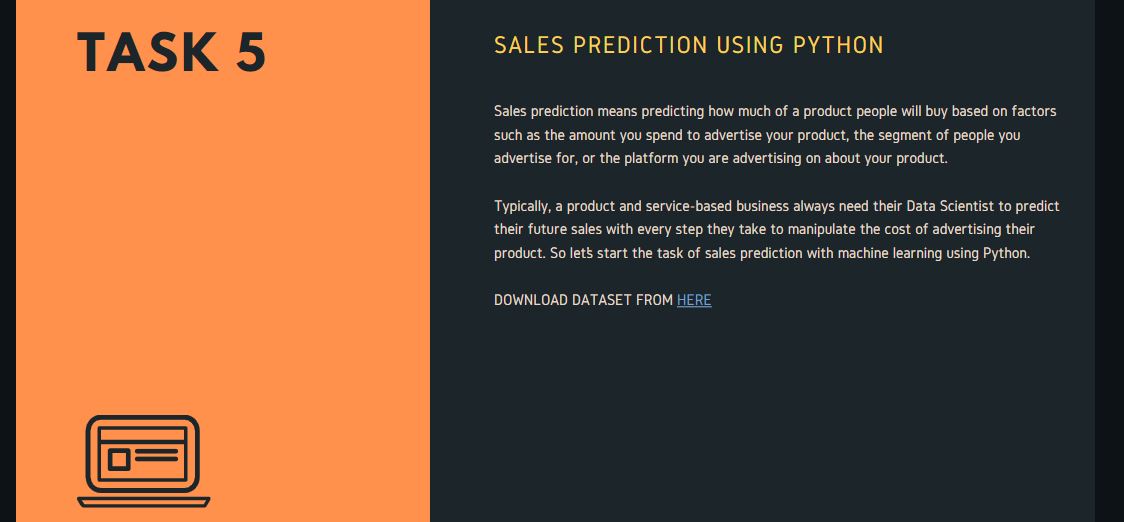 TASK 5
SALES PREDICTION USING PYTHON
Sales prediction means predicting how much of a product people will buy based on factors
such as the amount you spend to advertise your product, the segment of people you
advertise for, or the platform you are advertising on about your product.
Typically, a product and service-based business always need their Data Scientist to predict
their future sales with every step they take to manipulate the cost of advertising their
product. So let's start the task of sales prediction with machine learning using Python.
DOWNLOAD DATASET FROM HERE